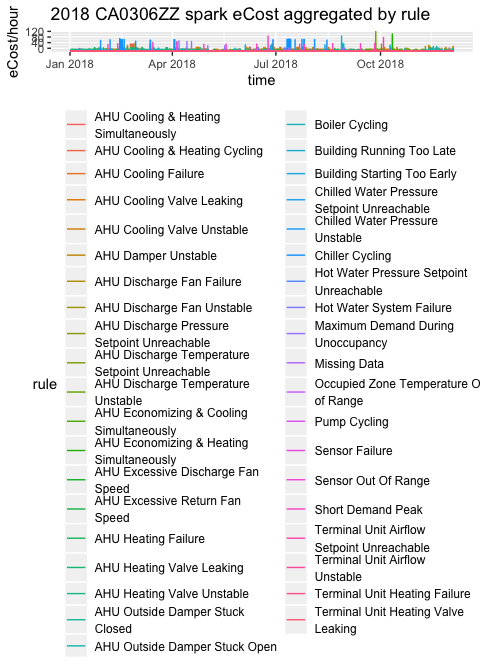 2018 CA0306ZZ spark eCost aggregated by rule
eCost/hour
120
80
40
0
Jan 2018
Apr 2018
Jul 2018
Oct 2018
time
rule
AHU Cooling & Heating
Simultaneously
AHU Cooling & Heating Cycling
AHU Cooling Failure
AHU Cooling Valve Leaking
AHU Cooling Valve Unstable
AHU Damper Unstable
AHU Discharge Fan Failure
AHU Discharge Fan Unstable
AHU Discharge Pressure
Setpoint Unreachable
AHU Discharge Temperature
Setpoint Unreachable
AHU Discharge Temperature
Unstable
AHU Economizing & Cooling
Simultaneously
AHU Economizing & Heating
Simultaneously
AHU Excessive Discharge Fan
Speed
AHU Excessive Return Fan
Speed
AHU Heating Failure
AHU Heating Valve Leaking
AHU Heating Valve Unstable
AHU Outside Damper Stuck
Closed
AHU Outside Damper Stuck Open
Boiler Cycling
Building Running Too Late
Building Starting Too Early
Chilled Water Pressure
Setpoint Unreachable
Chilled Water Pressure
Unstable
Chiller Cycling
Hot Water Pressure Setpoint
Unreachable
Hot Water System Failure
Maximum Demand During
Unoccupancy
Missing Data
Occupied Zone Temperature O
of Range
Pump Cycling
Sensor Failure
Sensor Out Of Range
Short Demand Peak
Terminal Unit Airflow
Setpoint Unreachable
Terminal Unit Airflow
Unstable
Terminal Unit Heating Failure
Terminal Unit Heating Valve
Leaking